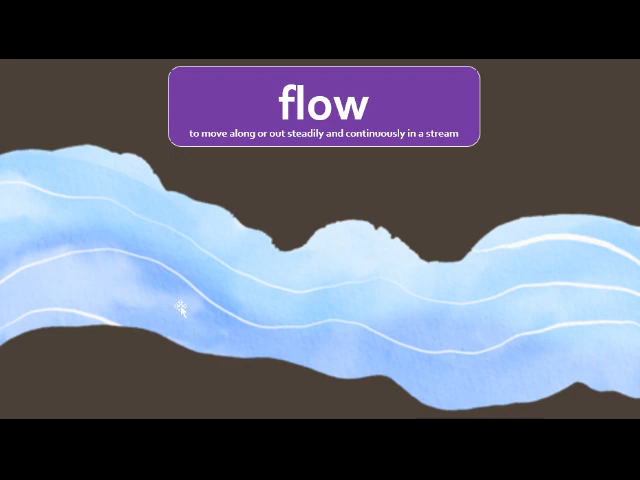 flow
to move along or out steadily and continuously in a stream